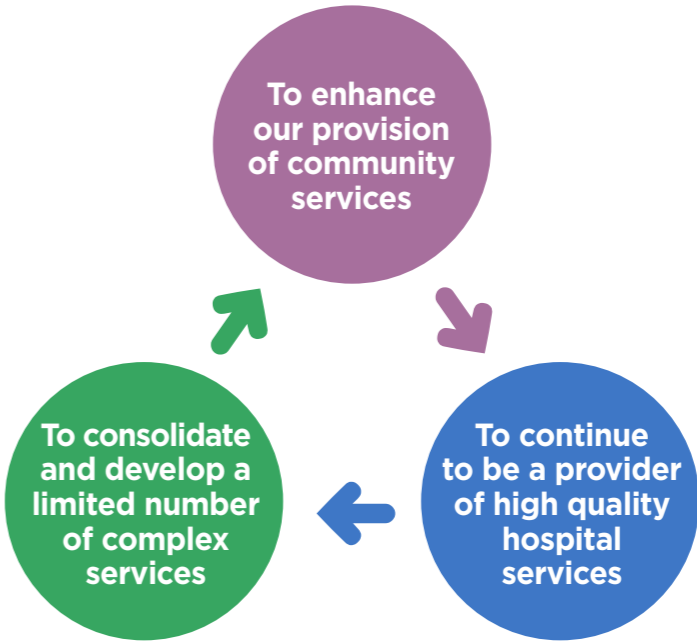 To enhance
our provision
of community
services
To continue
to be a provider
of high quality
hospital
services
To consolidate
and develop a
limited number
of complex
services